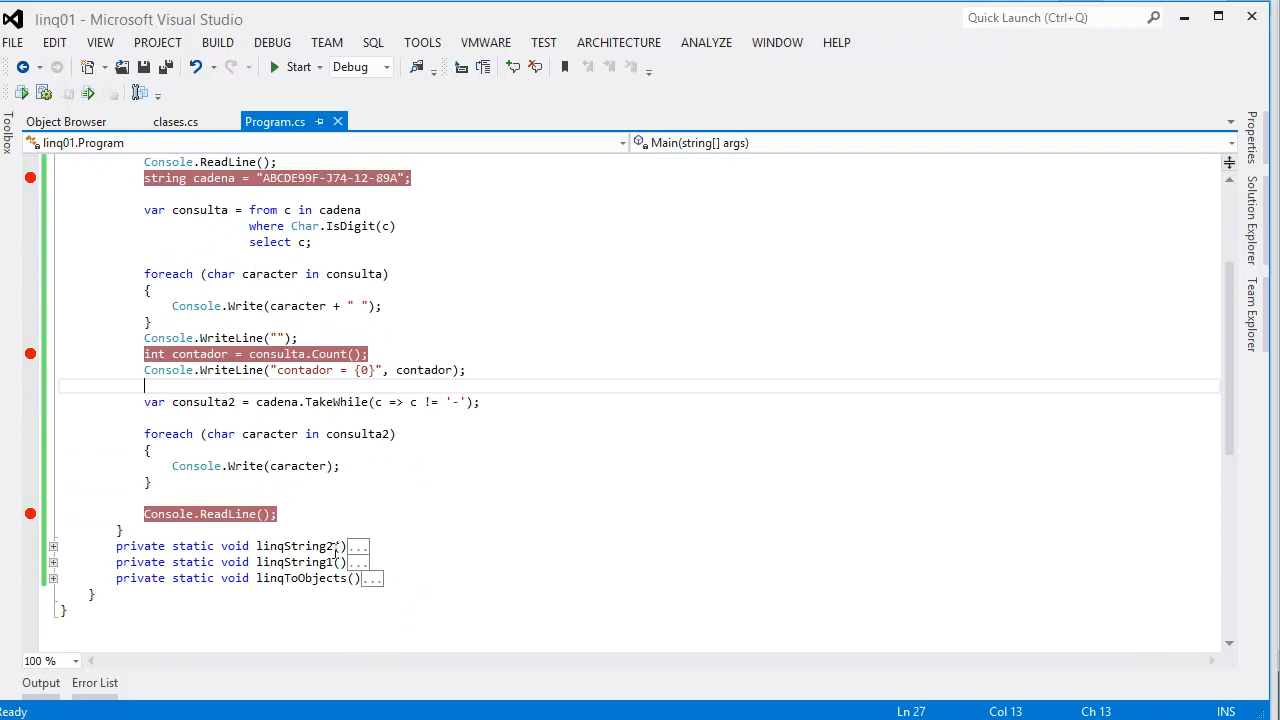 linq01 - Microsoft Visual Studio
Quick Launch (Ctrl+Q)
FILE EDIT VIEW PROJECT BUILD DEBUG TEAM SQL TOOLS VMWARE TEST ARCHITECTURE ANALYZE WINDOW HELP
Start Debug
Toolbox
Object Browser clases.cs Program.cs
linq01.Program Main(string[] args)
Console.ReadLine();
string cadena = "ABCDE99F-J74-12-89A";
var consulta = from c in cadena
where Char.IsDigit(c)
select c;
foreach (char caracter in consulta)
{
Console.Write(caracter + " ");
}
Console.WriteLine("");
int contador = consulta.Count();
Console.WriteLine("contador = {0}", contador);
var consulta2 = cadena.TakeWhile(c => c != '-');
foreach (char caracter in consulta2)
{
Console.Write(caracter);
}
Console.ReadLine();
}
private static void linqString2()...
private static void linqString1()...
private static void linqToObjects()...
}
}
Properties
Solution Explorer
Team Explorer
100 %
Output Error List
Ready Ln 27 Col 13 Ch 13 INS